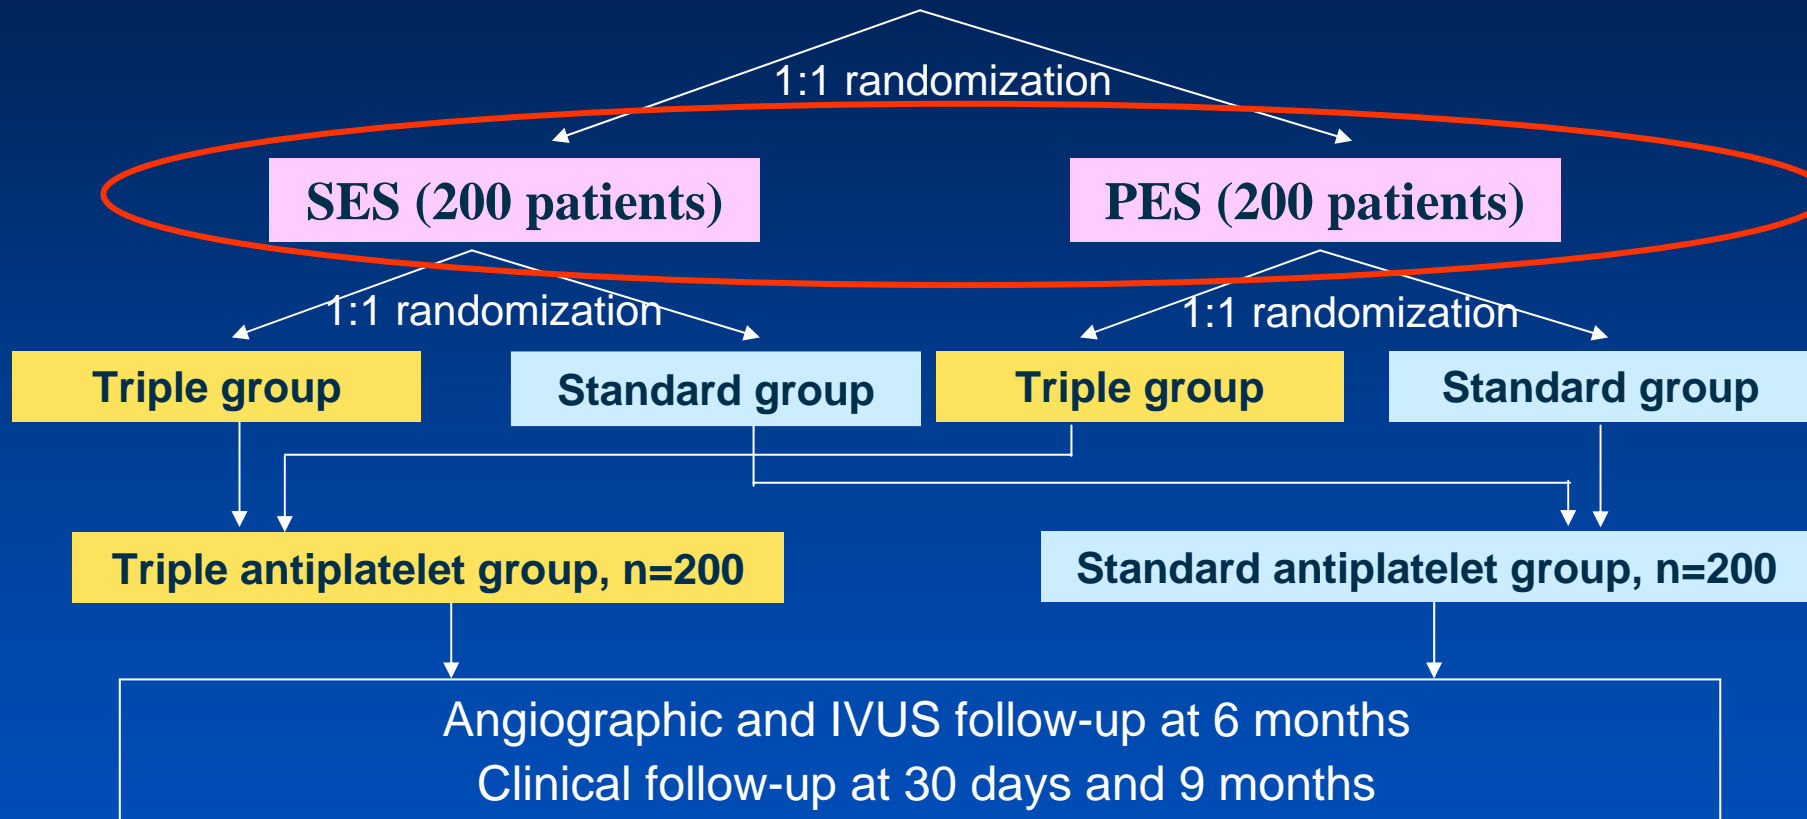 1:1 randomization
SES (200 patients)
PES (200 patients)
1:1 randomization
1:1 randomization
Triple group
Standard group
Triple group
Standard group
Triple antiplatelet group, n=200
Standard antiplatelet group, n=200
Angiographic and IVUS follow-up at 6 months
Clinical follow-up at 30 days and 9 months